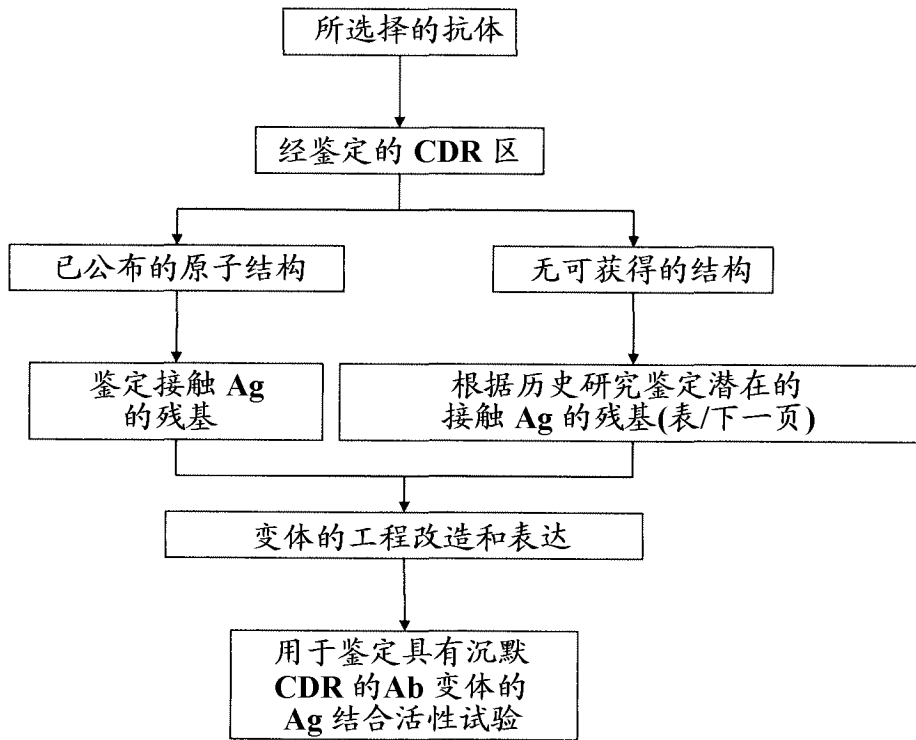 所选择的抗体
经鉴定的 CDR 区
已公布的原子结构
无可获得的结构
鉴定接触 Ag
的残基
根据历史研究鉴定潜在的
接触 Ag 的残基(表/下一页)
变体的工程改造和表达
用于鉴定具有沉默
CDR 的Ab 变体的
Ag 结合活性试验